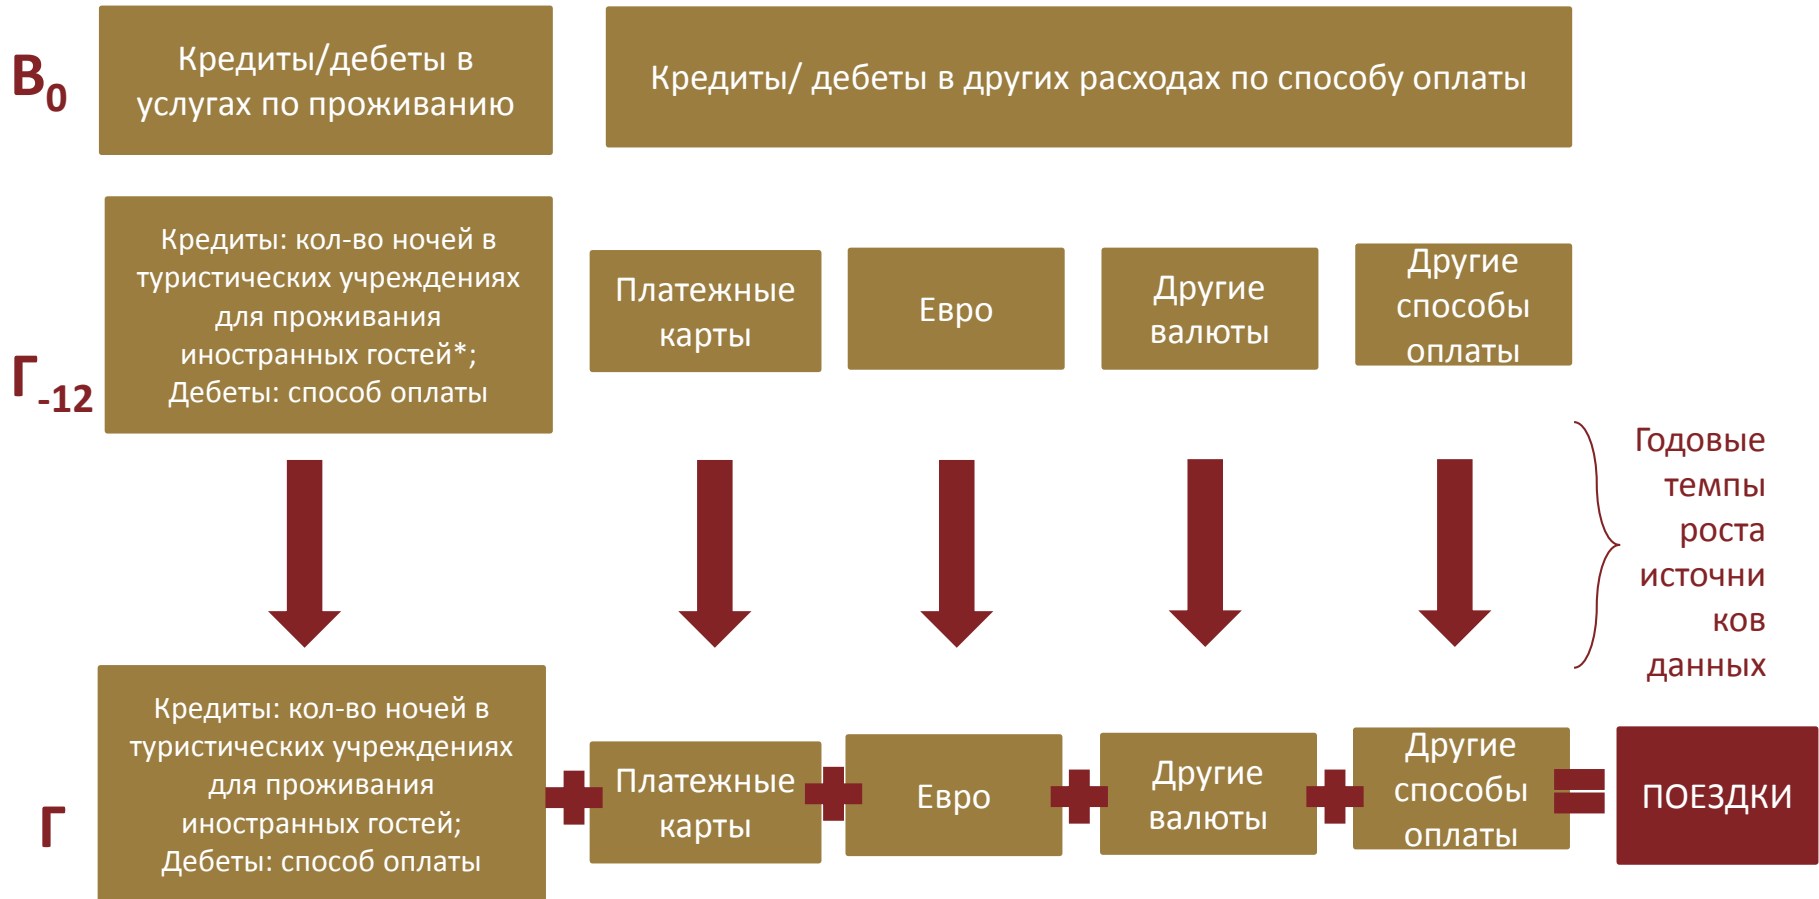 В0
Кредиты/дебеты в
услугах по проживанию
Кредиты/ дебеты в других расходах по способу оплаты
Г-12
Кредиты: кол-во ночей в
туристических учреждениях
для проживания
иностранных гостей*;
Дебеты: способ оплаты
Платежные
карты
Евро
Другие
валюты
Другие
способы
оплаты
Годовые
темпы
роста
источни
ков
данных
Г
Кредиты: кол-во ночей в
туристических учреждениях
для проживания
иностранных гостей;
Дебеты: способ оплаты
Платежные
карты
Евро
Другие
валюты
Другие
способы
оплаты
ПОЕЗДКИ